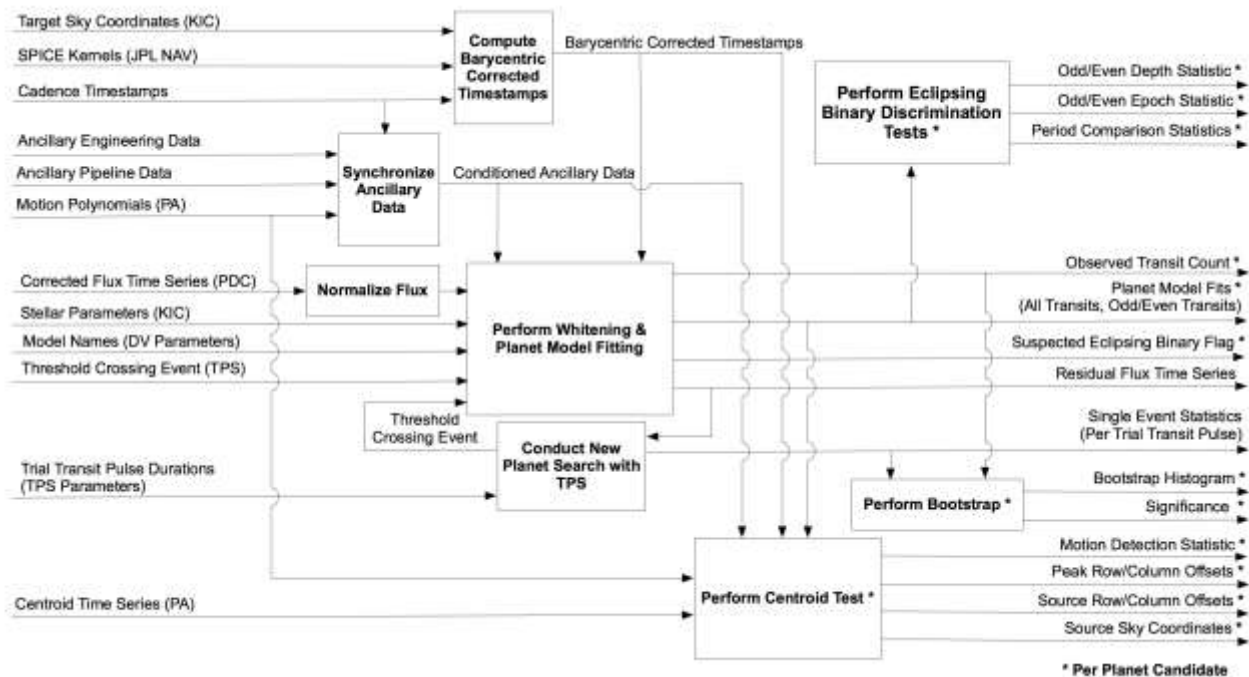 Target Sky Coordinates (KIC)
SPICE Kernels (JPL NAV)
Cadence Timestamps
Compute
Barycentric
Corrected
Timestamps
Barycentric Corrected Timestamps
Ancillary Engineering Data
Ancillary Pipeline Data
Motion Polynomials (PA)
Synchronize
Ancillary
Data
Conditioned Ancillary Data
Perform Eclipsing
Binary Discrimination
Tests *
Odd/Even Depth Statistic *
Odd/Even Epoch Statistic *
Period Comparison Statistics *
Corrected Flux Time Series (PDC)
Normalize Flux
Stellar Parameters (KIC)
Model Names (DV Parameters)
Threshold Crossing Event (TPS)
Perform Whitening &
Planet Model Fitting
Observed Transit Count *
Planet Model Fits *
(All Transits, Odd/Even Transits)
Suspected Eclipsing Binary Flag *
Residual Flux Time Series
Threshold
Crossing Event
Conduct New
Planet Search with
TPS
Single Event Statistics
(Per Trial Transit Pulse)
Trial Transit Pulse Durations
(TPS Parameters)
Perform Bootstrap *
Bootstrap Histogram *
Significance *
Centroid Time Series (PA)
Perform Centroid Test *
Motion Detection Statistic *
Peak Row/Column Offsets *
Source Row/Column Offsets *
Source Sky Coordinates *
* Per Planet Candidate